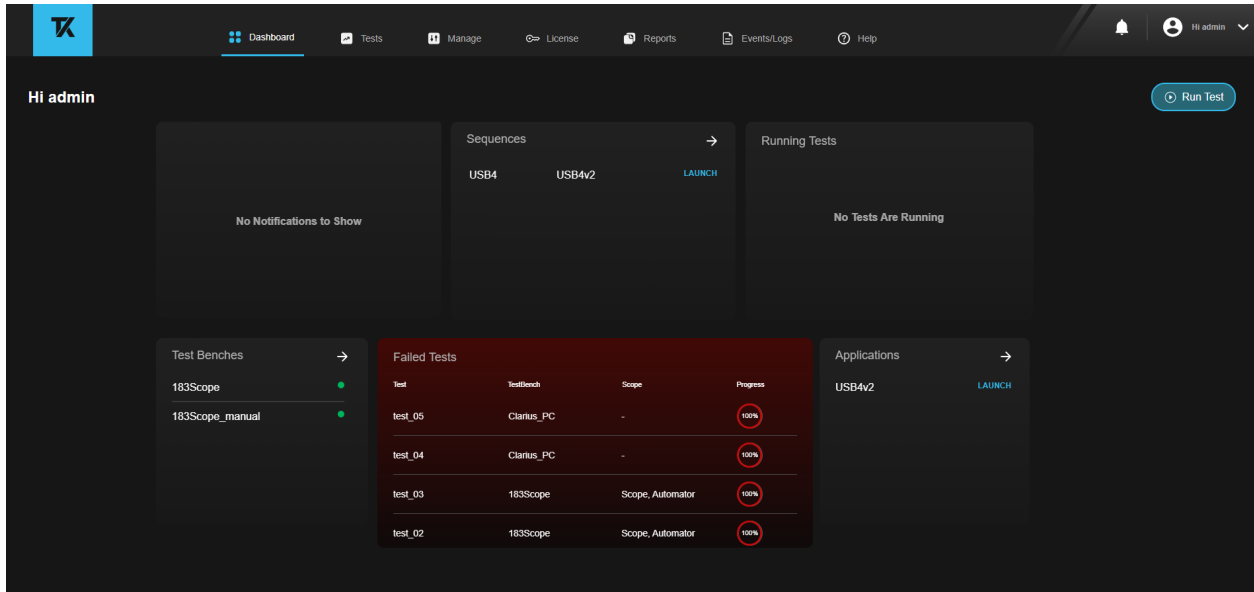 TK
Dashboard Tests Manage License Reports Events/Logs Help Hi admin
Hi admin
Run Test
No Notifications to Show
Sequences
USB4 USB4v2 LAUNCH
Running Tests
No Tests Are Running
Test Benches
183Scope
183Scope_manual
Failed Tests
Test TestBench Scope Progress
test_05 Clarius_PC - 100%
test_04 Clarius_PC - 100%
test_03 183Scope Scope, Automator 100%
test_02 183Scope Scope, Automator 100%
Applications
USB4v2 LAUNCH